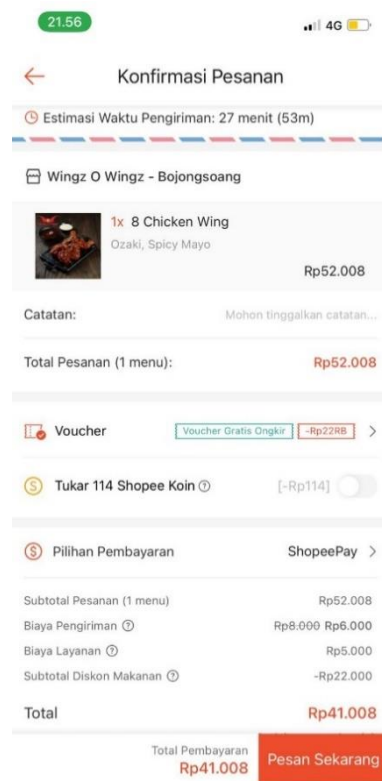 21.56 4G
Konfirmasi Pesanan
Estimasi Waktu Pengiriman: 27 menit (53m)
Wingz O Wingz - Bojongsoang
1x 8 Chicken Wing
Ozaki, Spicy Mayo
Rp52.008
Catatan: Mohon tinggalkan catatan...
Total Pesanan (1 menu): Rp52.008
Voucher Voucher Gratis Ongkir -Rp22RB >
Tukar 114 Shopee Koin ? [-Rp114]
Pilihan Pembayaran ShopeePay >
Subtotal Pesanan (1 menu) Rp52.008
Biaya Pengiriman ? Rp8.000 Rp6.000
Biaya Layanan ? Rp5.000
Subtotal Diskon Makanan ? -Rp22.000
Total Rp41.008
Total Pembayaran
Rp41.008 Pesan Sekarang